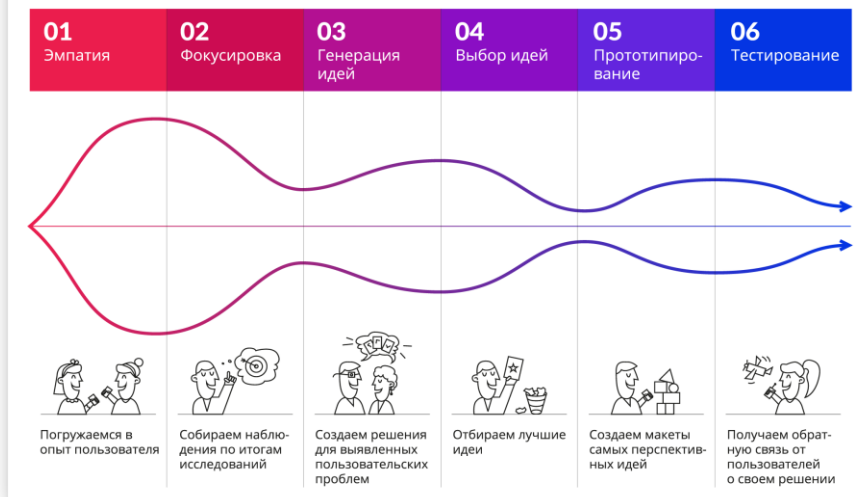 01
Эмпатия
02
Фокусировка
03
Генерация
идей
04
Выбор идей
05
Прототипиро-
вание
06
Тестирование
Погружаемся в
опыт пользователя
Собираем наблю-
дения по итогам
исследований
Создаем решения
для выявленных
пользовательских
проблем
Отбираем лучшие
идеи
Создаем макеты
самых перспектив-
ных идей
Получаем обрат-
ную связь от
пользователей
о своем решении